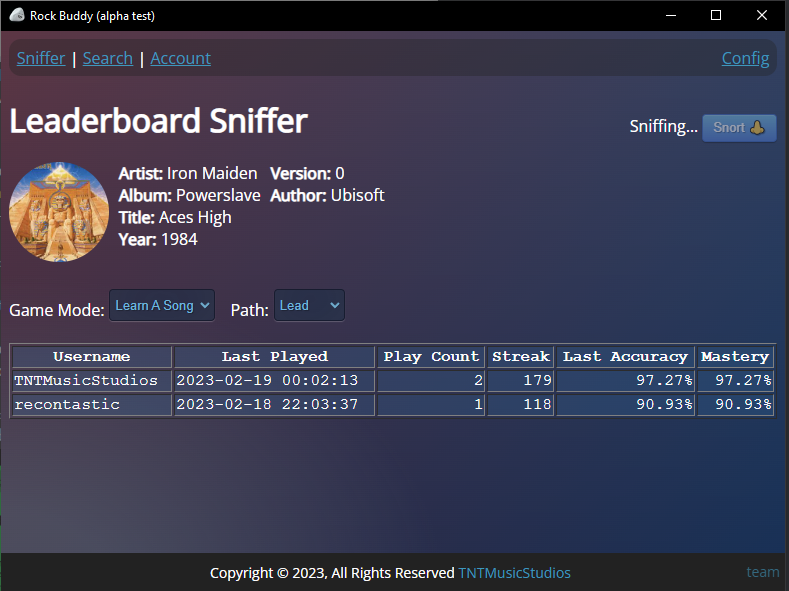 Rock Buddy (alpha test)
Sniffer | Search | Account Config
Leaderboard Sniffer
Sniffing... Snort
Artist: Iron Maiden Version: 0
Album: Powerslave Author: Ubisoft
Title: Aces High
Year: 1984
Game Mode: Learn A Song Path: Lead
Username Last Played Play Count Streak Last Accuracy Mastery
TNTMusicStudios 2023-02-19 00:02:13 2 179 97.27% 97.27%
recontastic 2023-02-18 22:03:37 1 118 90.93% 90.93%
Copyright © 2023, All Rights Reserved TNTMusicStudios team